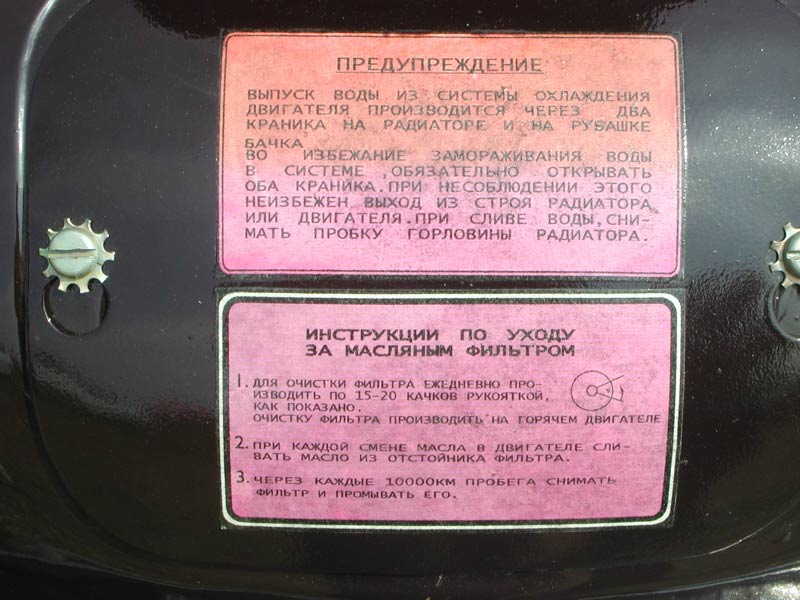 ПРЕДУПРЕЖДЕНИЕ
ВЫПУСК ВОДЫ ИЗ СИСТЕМЫ ОХЛАЖДЕНИЯ
ДВИГАТЕЛЯ ПРОИЗВОДИТСЯ ЧЕРЕЗ ДВА
КРАНИКА НА РАДИАТОРЕ И НА РУБАШКЕ
БАЧКА
ВО ИЗБЕЖАНИЕ ЗАМОРАЖИВАНИЯ ВОДЫ
В СИСТЕМЕ ,ОБЯЗАТЕЛЬНО ОТКРЫВАТЬ
ОБА КРАНИКА.ПРИ НЕСОБЛЮДЕНИИ ЭТОГО
НЕИЗБЕЖЕН ВЫХОД ИЗ СТРОЯ РАДИАТОРА
ИЛИ ДВИГАТЕЛЯ.ПРИ СЛИВЕ ВОДЫ,СНИ-
МАТЬ ПРОБКУ ГОРЛОВИНЫ РАДИАТОРА.
ИНСТРУКЦИИ ПО УХОДУ
ЗА МАСЛЯНЫМ ФИЛЬТРОМ
1. ДЛЯ ОЧИСТКИ ФИЛЬТРА ЕЖЕДНЕВНО ПРО-
ИЗВОДИТЬ ПО 15-20 КАЧКОВ РУКОЯТКОЙ,
КАК ПОКАЗАНО.
ОЧИСТКУ ФИЛЬТРА ПРОИЗВОДИТЬ НА ГОРЯЧЕМ ДВИГАТЕЛЕ
2. ПРИ КАЖДОЙ СМЕНЕ МАСЛА В ДВИГАТЕЛЕ СЛИ-
ВАТЬ МАСЛО ИЗ ОТСТОЙНИКА ФИЛЬТРА.
3. ЧЕРЕЗ КАЖДЫЕ 10000КМ ПРОБЕГА СНИМАТЬ
ФИЛЬТР И ПРОМЫВАТЬ ЕГО.